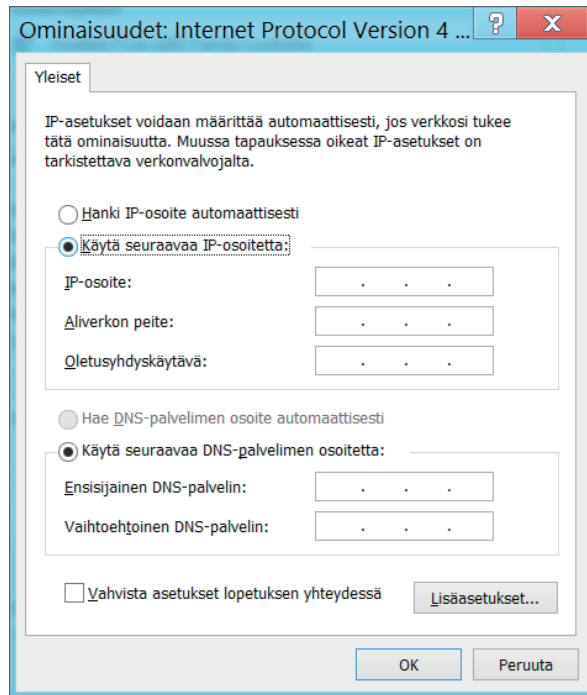 Ominaisuudet: Internet Protocol Version 4 ...
Yleiset
IP-asetukset voidaan määrittää automaattisesti, jos verkkosi tukee
tätä ominaisuutta. Muussa tapauksessa oikeat IP-asetukset on
tarkistettava verkonvalvojalta.
Hanki IP-osoite automaattisesti
Käytä seuraavaa IP-osoitetta:
IP-osoite:
Aliverkon peite:
Oletusyhdyskäytävä:
Hae DNS-palvelimen osoite automaattisesti
Käytä seuraavaa DNS-palvelimen osoitetta:
Ensisijainen DNS-palvelin:
Vaihtoehtoinen DNS-palvelin:
Vahvista asetukset lopetuksen yhteydessä
Lisäasetukset...
OK
Peruuta